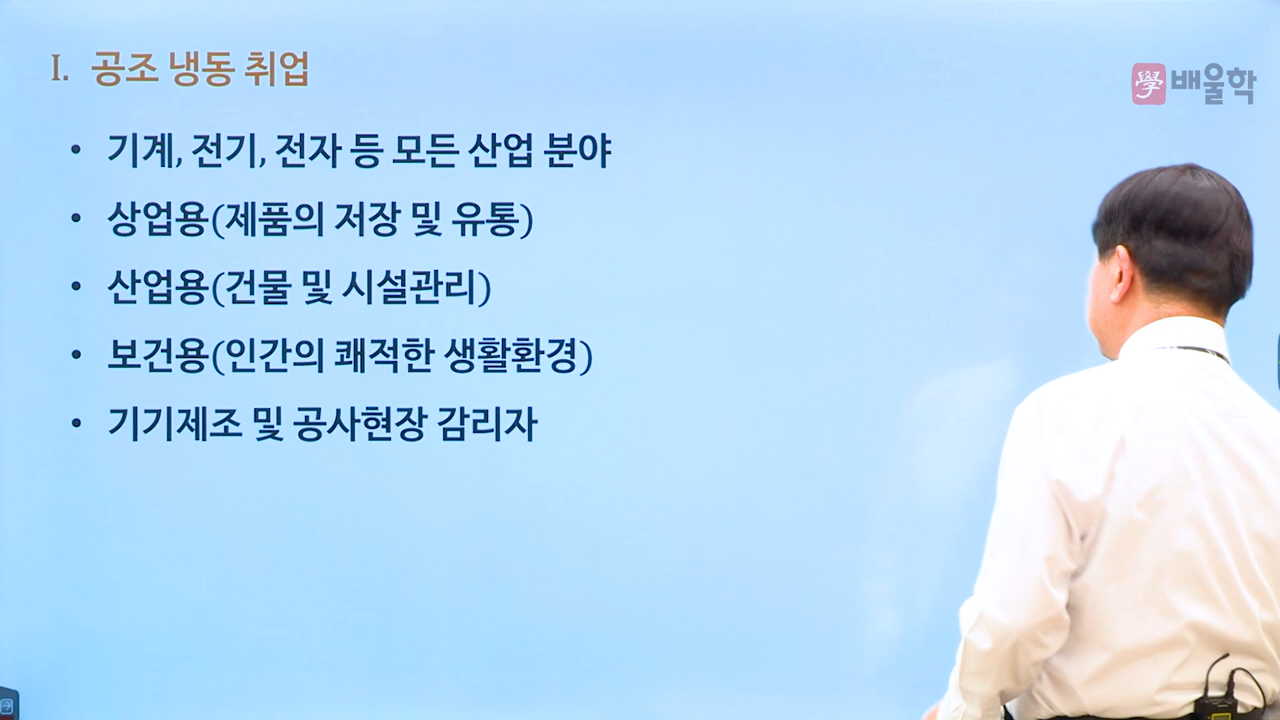 I. 공조 냉동 취업
學 배울학
• 기계, 전기, 전자 등 모든 산업 분야
• 상업용(제품의 저장 및 유통)
• 산업용(건물 및 시설관리)
• 보건용(인간의 쾌적한 생활환경)
• 기기제조 및 공사현장 감리자